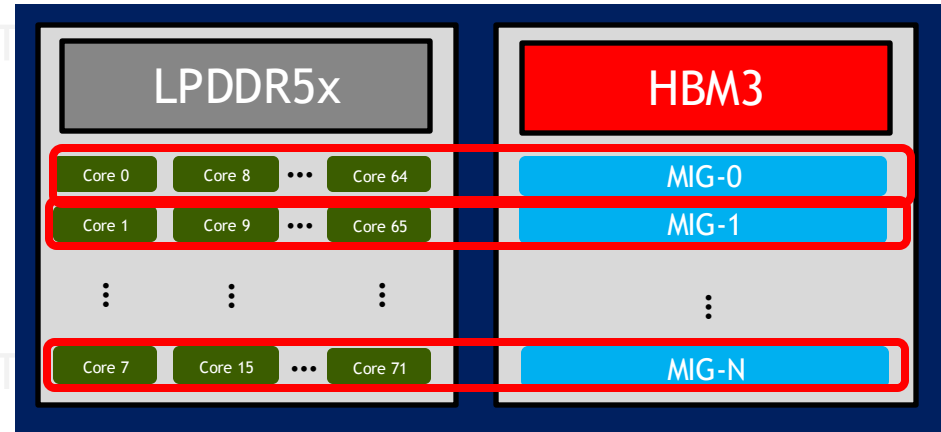 LPDDR5x HBM3
Core 0 Core 8 ••• Core 64 MIG-0
Core 1 Core 9 ••• Core 65 MIG-1
Core 7 Core 15 ••• Core 71 MIG-N